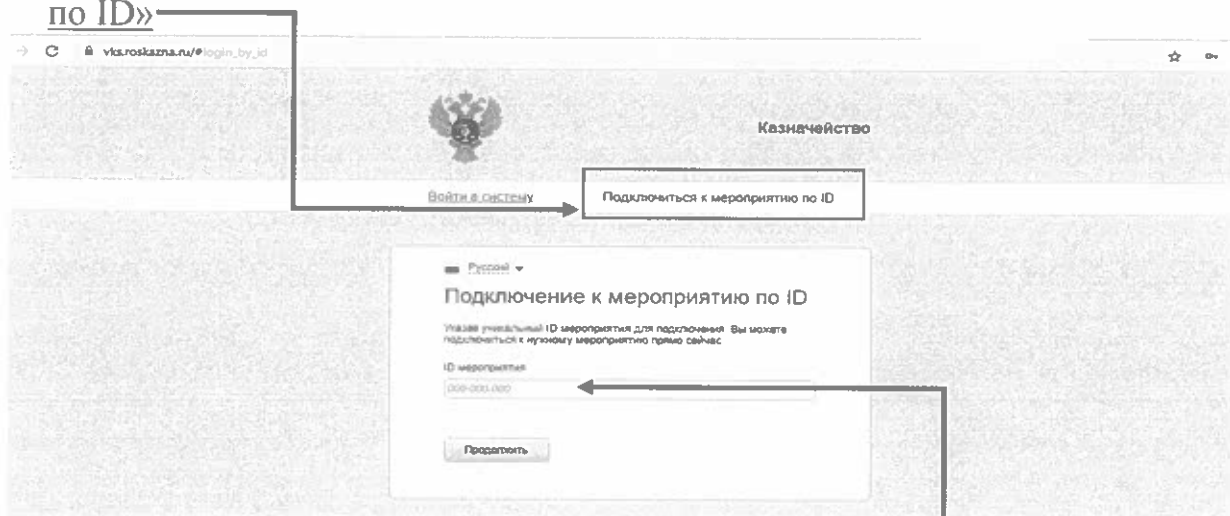 по ID»
vks.roskazna.ru/#login_by_id
Казначейство
Войти в систему
Подключиться к мероприятию по ID
Русский
Подключение к мероприятию по ID
Указав уникальный ID мероприятия для подключения Вы можете
подключиться к нужному мероприятию прямо сейчас
ID мероприятия
000-000-000
Продолжить